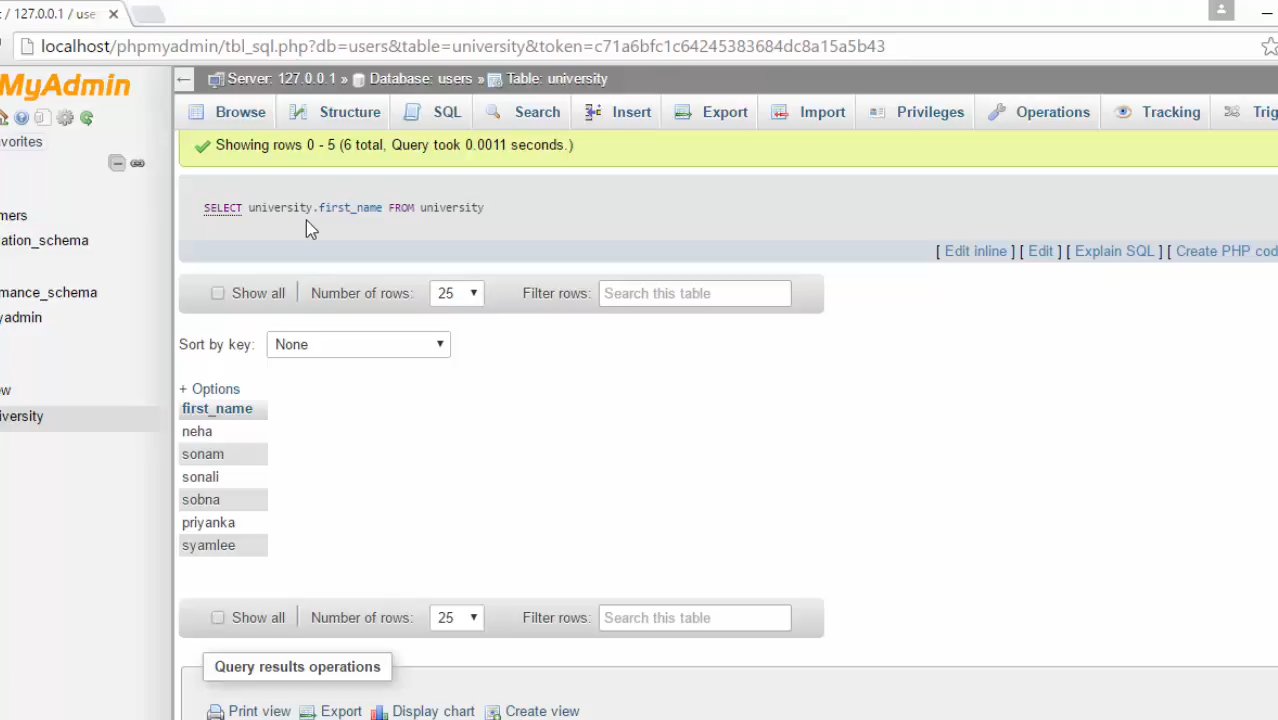 / 127.0.0.1 / use
localhost/phpmyadmin/tbl_sql.php?db=users&table=university&token=c71a6bfc1c64245383684dc8a15a5b43
MyAdmin
Server: 127.0.0.1 » Database: users » Table: university
Browse Structure SQL Search Insert Export Import Privileges Operations Tracking Trig
avorites
Showing rows 0 - 5 (6 total, Query took 0.0011 seconds.)
SELECT university.first_name FROM university
mers
ation_schema
[ Edit inline ] [ Edit ] [ Explain SQL ] [ Create PHP cod
mance_schema
yadmin
Show all Number of rows: 25 Filter rows: Search this table
Sort by key: None
ew
iversity
+ Options
first_name
neha
sonam
sonali
sobna
priyanka
syamlee
Show all Number of rows: 25 Filter rows: Search this table
Query results operations
Print view Export Display chart Create view